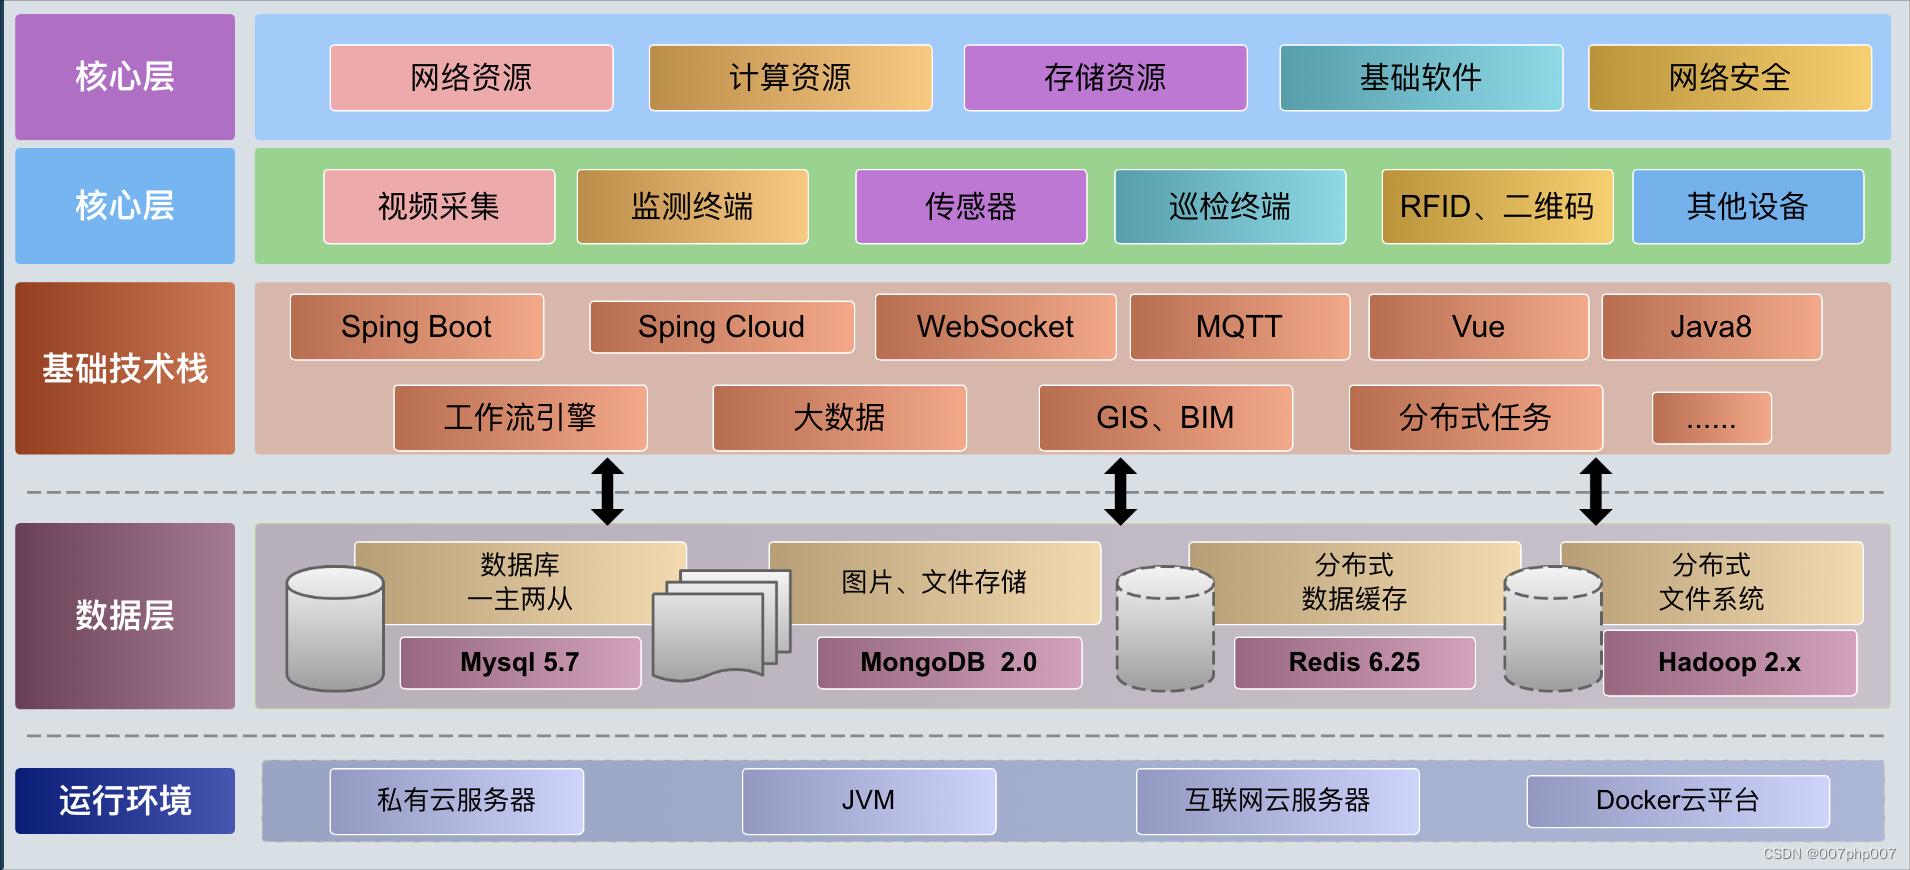 核心层
网络资源
计算资源
存储资源
基础软件
网络安全
核心层
视频采集
监测终端
传感器
巡检终端
RFID、二维码
其他设备
基础技术栈
Sping Boot
Sping Cloud
WebSocket
MQTT
Vue
Java8
工作流引擎
大数据
GIS、BIM
分布式任务
......
数据层
数据库
一主两从
Mysql 5.7
图片、文件存储
MongoDB  2.0
分布式
数据缓存
Redis 6.25
分布式
文件系统
Hadoop 2.x
运行环境
私有云服务器
JVM
互联网云服务器
Docker云平台
CSDN @007php007